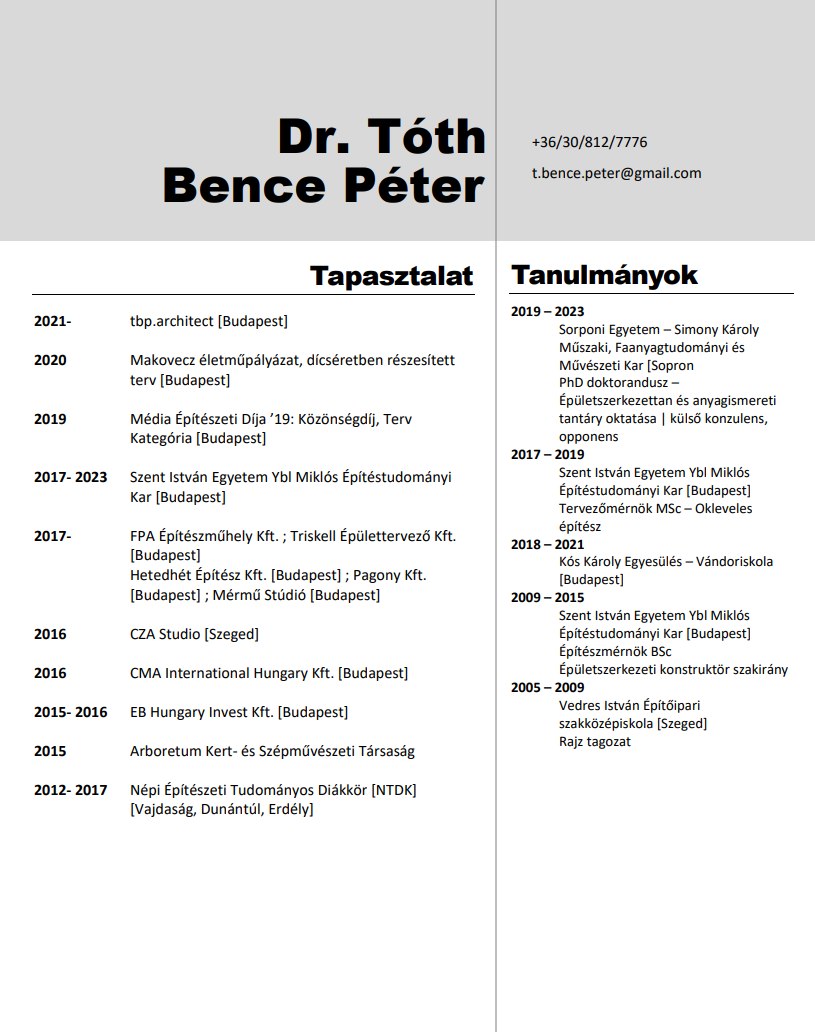 Dr. Tóth
Bence Péter
+36/30/812/7776
t.bence.peter@gmail.com
Tapasztalat
2021- tbp.architect [Budapest]
2020 Makovecz életműpályázat, dícséretben részesített
terv [Budapest]
2019 Média Építészeti Díja ’19: Közönségdíj, Terv
Kategória [Budapest]
2017- 2023 Szent István Egyetem Ybl Miklós Építéstudományi
Kar [Budapest]
2017- FPA Építészműhely Kft. ; Triskell Épülettervező Kft.
[Budapest]
Hetedhét Építész Kft. [Budapest] ; Pagony Kft.
[Budapest] ; Mérmű Stúdió [Budapest]
2016 CZA Studio [Szeged]
2016 CMA International Hungary Kft. [Budapest]
2015- 2016 EB Hungary Invest Kft. [Budapest]
2015 Arboretum Kert- és Szépművészeti Társaság
2012- 2017 Népi Építészeti Tudományos Diákkör [NTDK]
[Vajdaság, Dunántúl, Erdély]
Tanulmányok
2019 – 2023
Sorponi Egyetem – Simony Károly
Műszaki, Faanyagtudományi és
Művészeti Kar [Sopron
PhD doktorandusz –
Épületszerkezettan és anyagismereti
tantáry oktatása | külső konzulens,
opponens
2017 – 2019
Szent István Egyetem Ybl Miklós
Építéstudományi Kar [Budapest]
Tervezőmérnök MSc – Okleveles
építész
2018 – 2021
Kós Károly Egyesülés – Vándoriskola
[Budapest]
2009 – 2015
Szent István Egyetem Ybl Miklós
Építéstudományi Kar [Budapest]
Építészmérnök BSc
Épületszerkezeti konstruktör szakirány
2005 – 2009
Vedres István Építőipari
szakközépiskola [Szeged]
Rajz tagozat